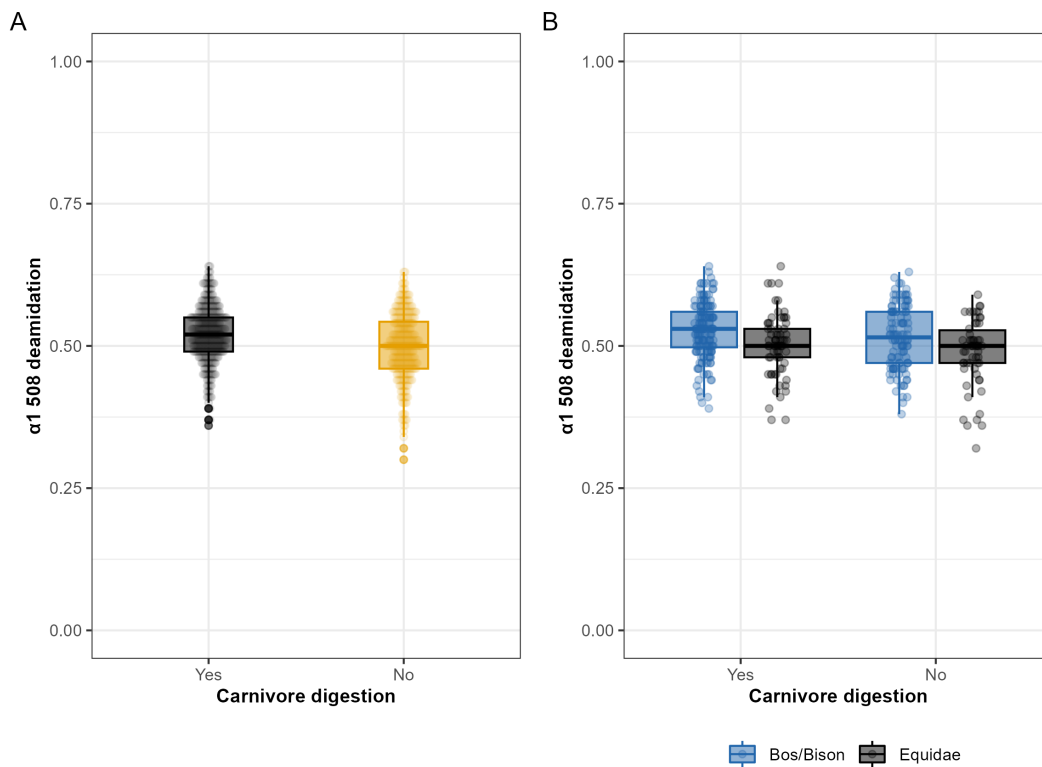 A
B
1.00
0.75
0.50
0.25
0.00
α1 508 deamidation
Yes
No
Carnivore digestion
1.00
0.75
0.50
0.25
0.00
α1 508 deamidation
Yes
No
Carnivore digestion
Bos/Bison
Equidae